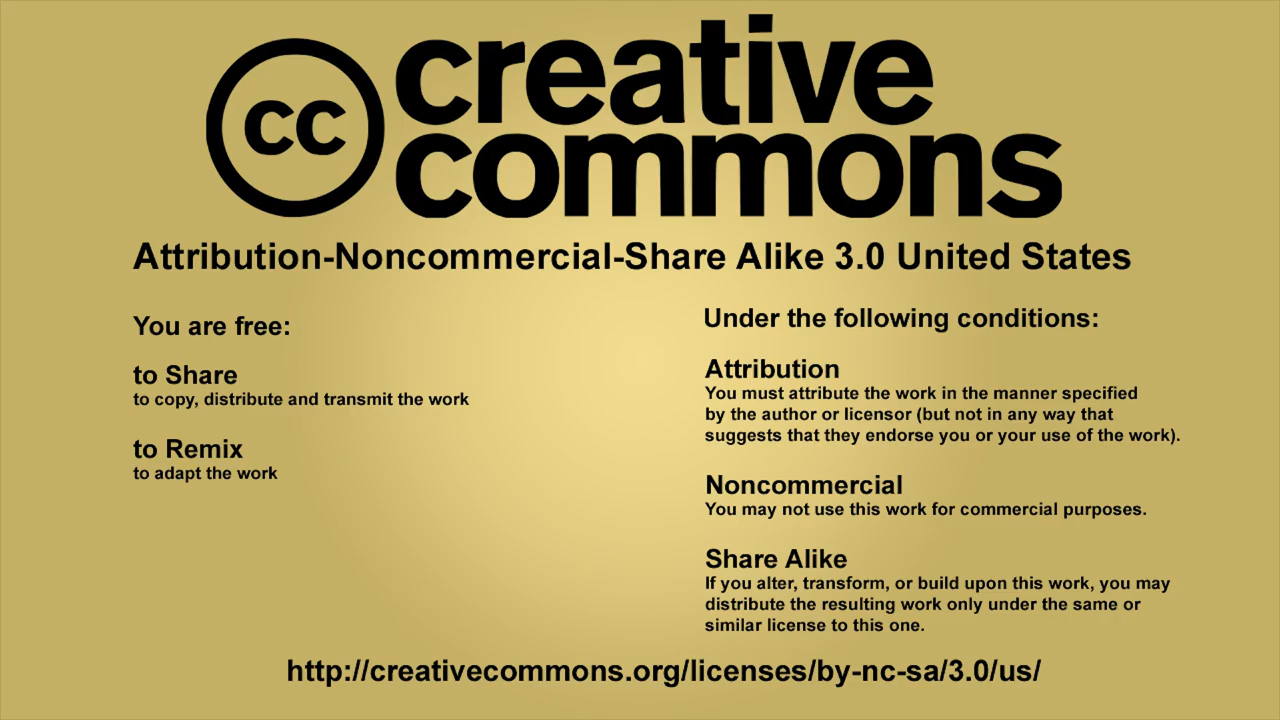 cc
creative
commons
Attribution-Noncommercial-Share Alike 3.0 United States
You are free:
to Share
to copy, distribute and transmit the work
to Remix
to adapt the work
Under the following conditions:
Attribution
You must attribute the work in the manner specified
by the author or licensor (but not in any way that
suggests that they endorse you or your use of the work).
Noncommercial
You may not use this work for commercial purposes.
Share Alike
If you alter, transform, or build upon this work, you may
distribute the resulting work only under the same or
similar license to this one.
http://creativecommons.org/licenses/by-nc-sa/3.0/us/